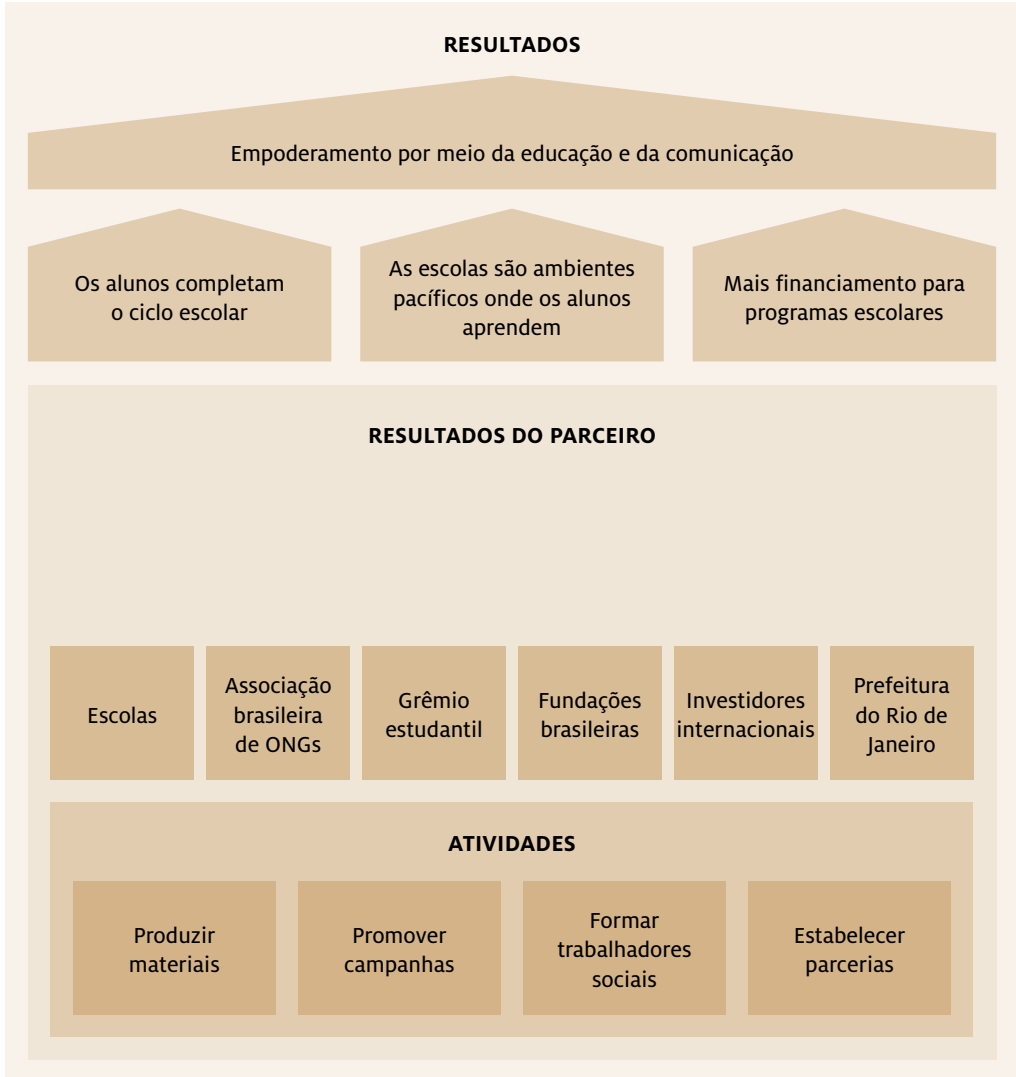 RESULTADOS
Empoderamento por meio da educação e da comunicação
Os alunos completam
o ciclo escolar
As escolas são ambientes
pacíficos onde os alunos
aprendem
Mais financiamento para
programas escolares
RESULTADOS DO PARCEIRO
Escolas
Associação
brasileira
de ONGs
Grêmio
estudantil
Fundações
brasileiras
Investidores
internacionais
Prefeitura
do Rio de
Janeiro
ATIVIDADES
Produzir
materiais
Promover
campanhas
Formar
trabalhadores
sociais
Estabelecer
parcerias